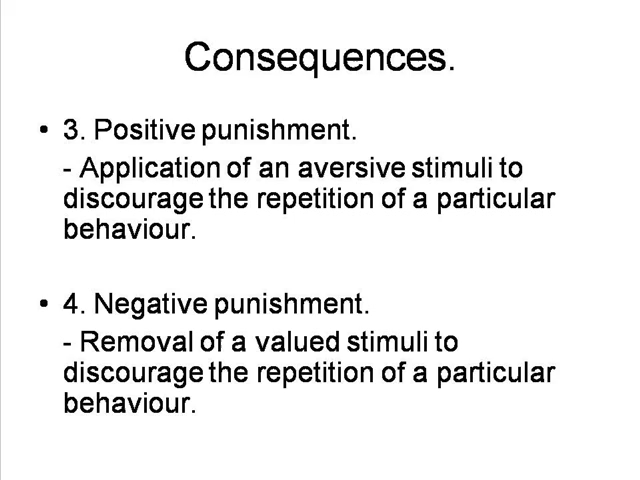 Consequences.
• 3. Positive punishment.
- Application of an aversive stimuli to
discourage the repetition of a particular
behaviour.
• 4. Negative punishment.
- Removal of a valued stimuli to
discourage the repetition of a particular
behaviour.